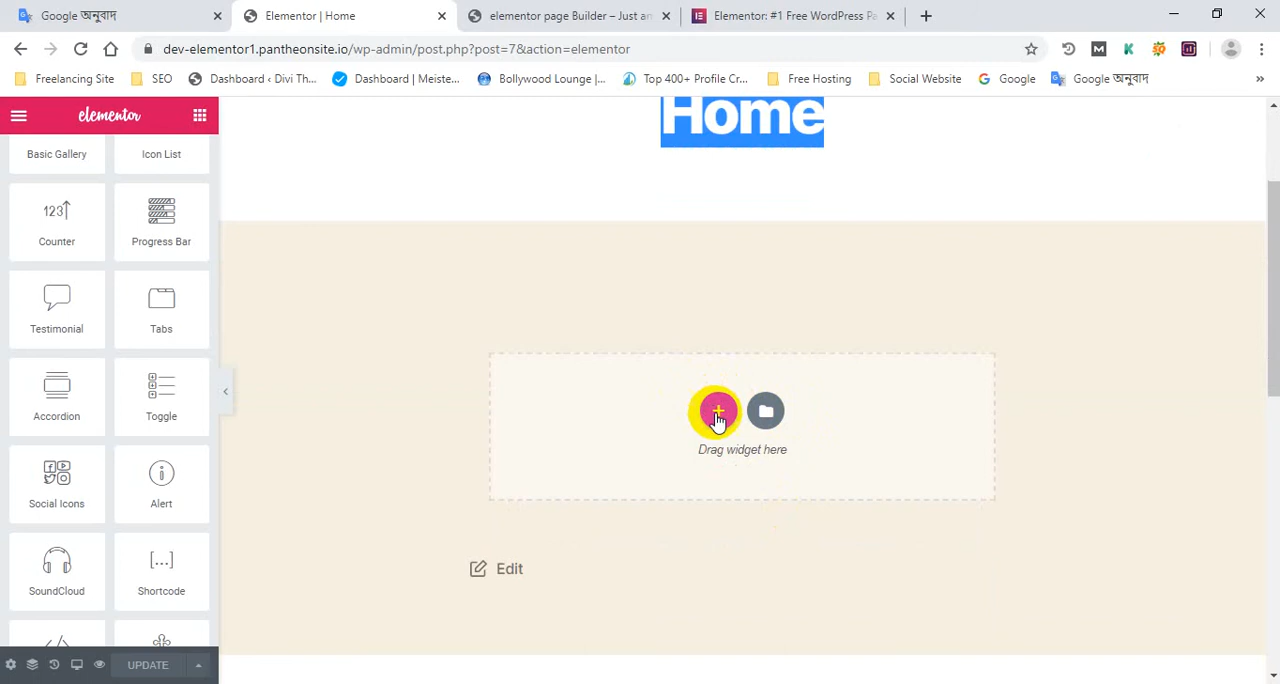 Google অনুবাদ
Elementor | Home
elementor page Builder – Just an
Elementor: #1 Free WordPress Pa
dev-elementor1.pantheonsite.io/wp-admin/post.php?post=7&action=elementor
Freelancing Site
SEO
Dashboard ‹ Divi Th...
Dashboard | Meiste...
Bollywood Lounge |...
Top 400+ Profile Cr...
Free Hosting
Social Website
Google
Google অনুবাদ
»
elementor
Home
Basic Gallery
Icon List
123
Counter
Progress Bar
Testimonial
Tabs
Accordion
Toggle
Drag widget here
Social Icons
Alert
SoundCloud
[...]
Shortcode
Edit
UPDATE